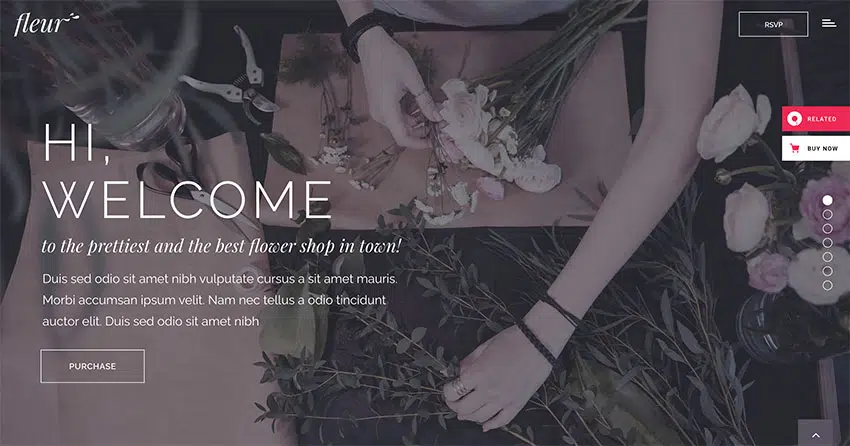 fleur
RSVP
RELATED
BUY NOW
HI,
WELCOME
to the prettiest and the best flower shop in town!
Duis sed odio sit amet nibh vulputate cursus a sit amet mauris.
Morbi accumsan ipsum velit. Nam nec tellus a odio tincidunt
auctor elit. Duis sed odio sit amet nibh
PURCHASE